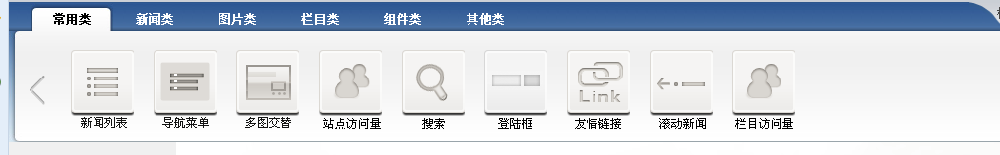 常用类 新闻类 图片类 栏目类 组件类 其他类
Link
新闻列表 导航菜单 多图交替 站点访问量 搜索 登陆框 友情链接 滚动新闻 栏目访问量